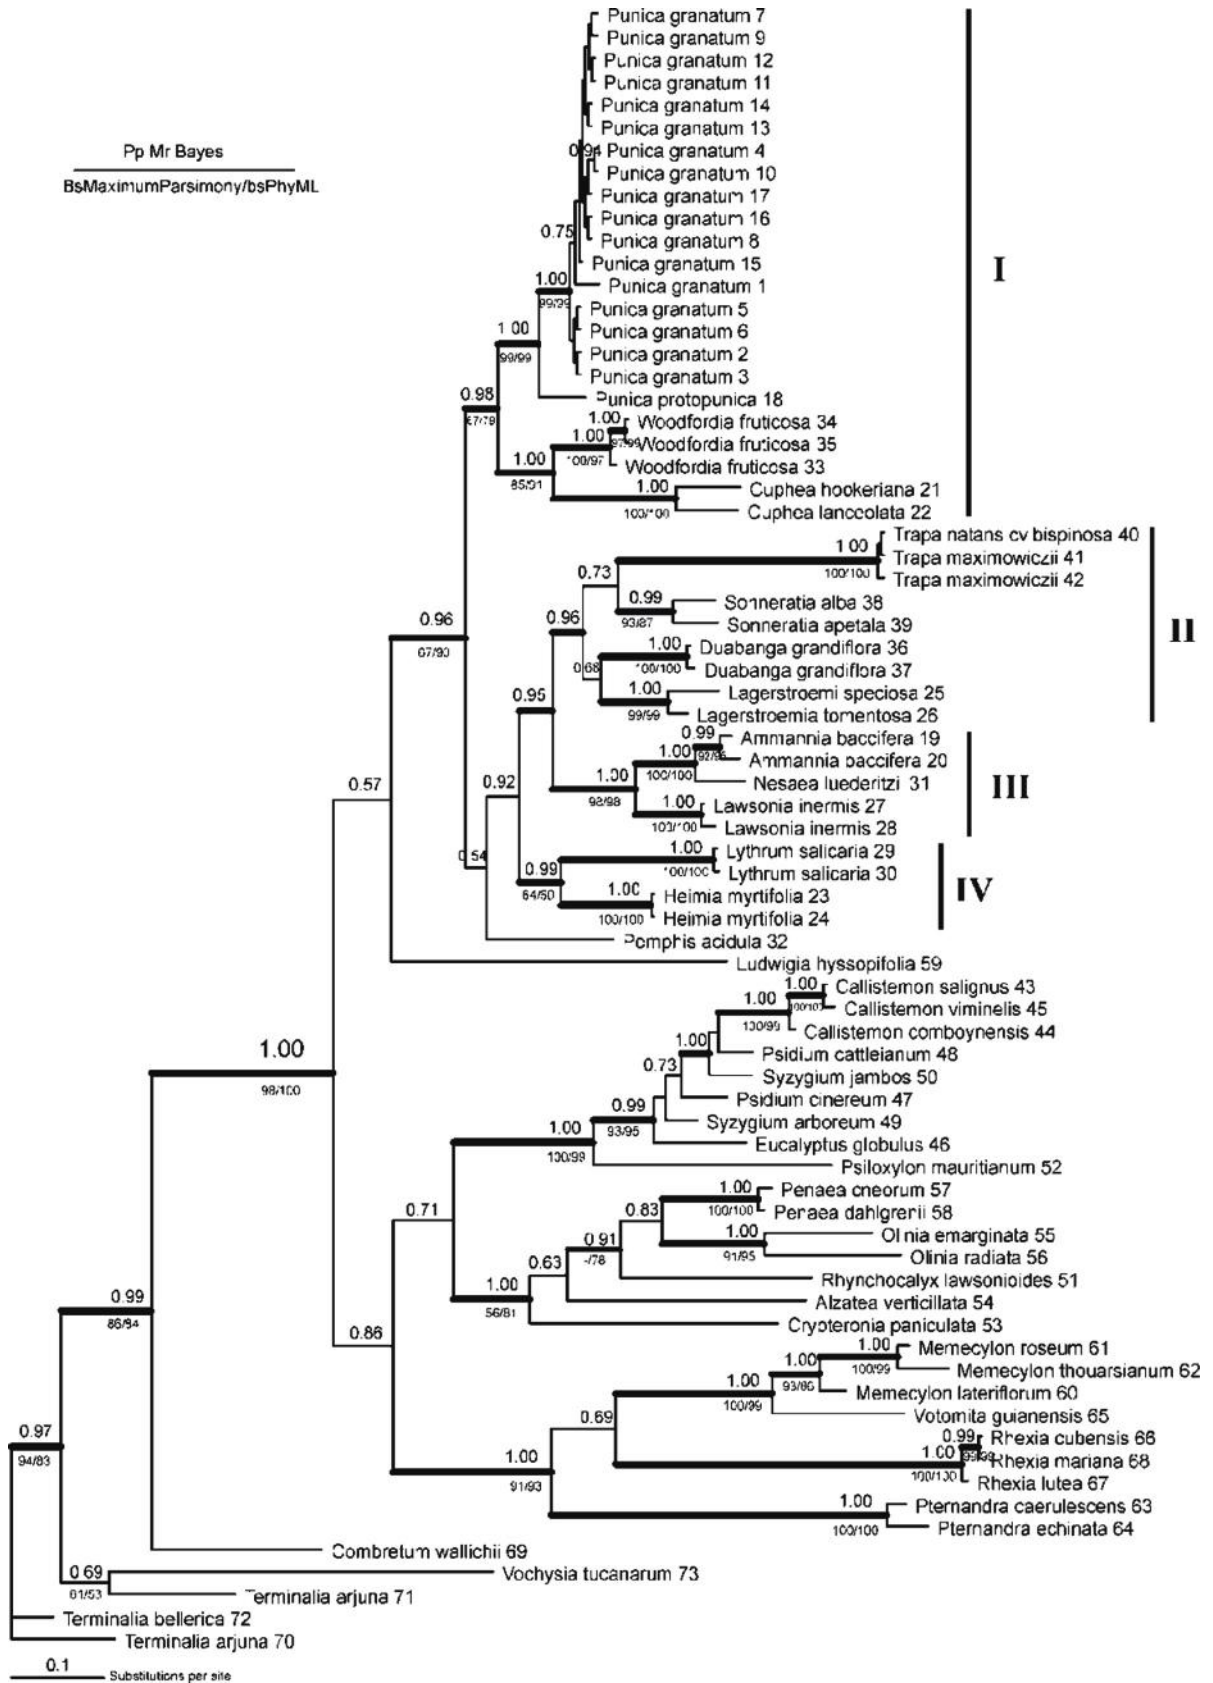 Punica granatum 7
Punica granatum 9
Punica granatum 12
Punica granatum 11
Punica granatum 14
Punica granatum 13
Pp Mr Bayes
0.94 Punica granatum 4
Punica granatum 10
BsMaximumParsimony/bsPhyML
Punica granatum 17
Punica granatum 16
0.75
Punica granatum 8
Punica granatum 15
I
1.00
Punica granatum 1
99/99
Punica granatum 5
1 00
Punica granatum 6
99/99
Punica granatum 2
Punica granatum 3
0.98
Punica protopunica 18
67/79
1.00
Woodfordia fruticosa 34
1.00
97/99
Woodfordia fruticosa 35
1.00
100/97
Woodfordia fruticosa 33
85/91
1.00
Cuphea hookeriana 21
100/100
Cuphea lanceolata 22
Trapa natans cv bispinosa 40
1 00
Trapa maximowiczii 41
100/100
Trapa maximowiczii 42
0.73
0.99
Sonneratia alba 38
0.96
0.96
93/87
Sonneratia apetala 39
II
67/90
1.00
Duabanga grandiflora 36
0.68
100/100
Duabanga grandiflora 37
0.95
1.00
Lagerstroemi speciosa 25
99/99
Lagerstroemia tomentosa 26
0.99
Ammannia baccifera 19
1.00
Ammannia baccifera 20
0.57
0.92
1.00
100/100
Nesaea luederitzi 31
III
98/98
1.00
Lawsonia inermis 27
100/100
Lawsonia inermis 28
1.00
Lythrum salicaria 29
0.54
0.99
100/100
Lythrum salicaria 30
1.00
Heimia myrtifolia 23
IV
100/100
Heimia myrtifolia 24
Pemphis acidula 32
Ludwigia hyssopifolia 59
1.00
Callistemon salignus 43
1.00
100/100
Callistemon viminelis 45
100/99
Callistemon comboynensis 44
1.00
1.00
Psidium cattleianum 48
0.73
Syzygium jambos 50
98/100
Psidium cinereum 47
0.99
Syzygium arboreum 49
1.00
93/95
Eucalyptus globulus 46
100/99
Psiloxylon mauritianum 52
1.00
Penaea cneorum 57
0.71
0.83
100/100
Penaea dahlgrenii 58
1.00
Olinia emarginata 55
0.91
91/95
Olinia radiata 56
0.63
-/78
1.00
Rhynchocalyx lawsonioides 51
0.99
56/81
Alzatea verticillata 54
86/84
Crypteronia paniculata 53
0.86
1.00
Memecylon roseum 61
1.00
100/99
Memecylon thouarsianum 62
1.00
93/86
Memecylon lateriflorum 60
100/99
Votomita guianensis 65
0.69
0.97
0.99
Rhexia cubensis 66
1.00
Rhexia mariana 68
94/83
1.00
100/100
Rhexia lutea 67
91/93
1.00
Pternandra caerulescens 63
100/100
Pternandra echinata 64
Combretum wallichii 69
0.69
Vochysia tucanarum 73
61/53
Terminalia arjuna 71
Terminalia bellerica 72
Terminalia arjuna 70
0.1
Substitutions per site